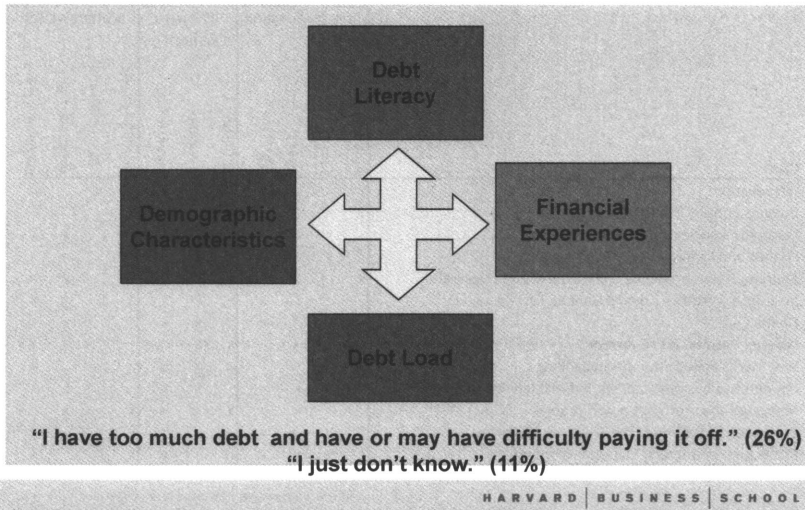 Debt
Literacy
Demographic
Characteristics
Financial
Experiences
Debt Load
“I have too much debt and have or may have difficulty paying it off.” (26%)
“I just don’t know.” (11%)
HARVARD | BUSINESS | SCHOOL